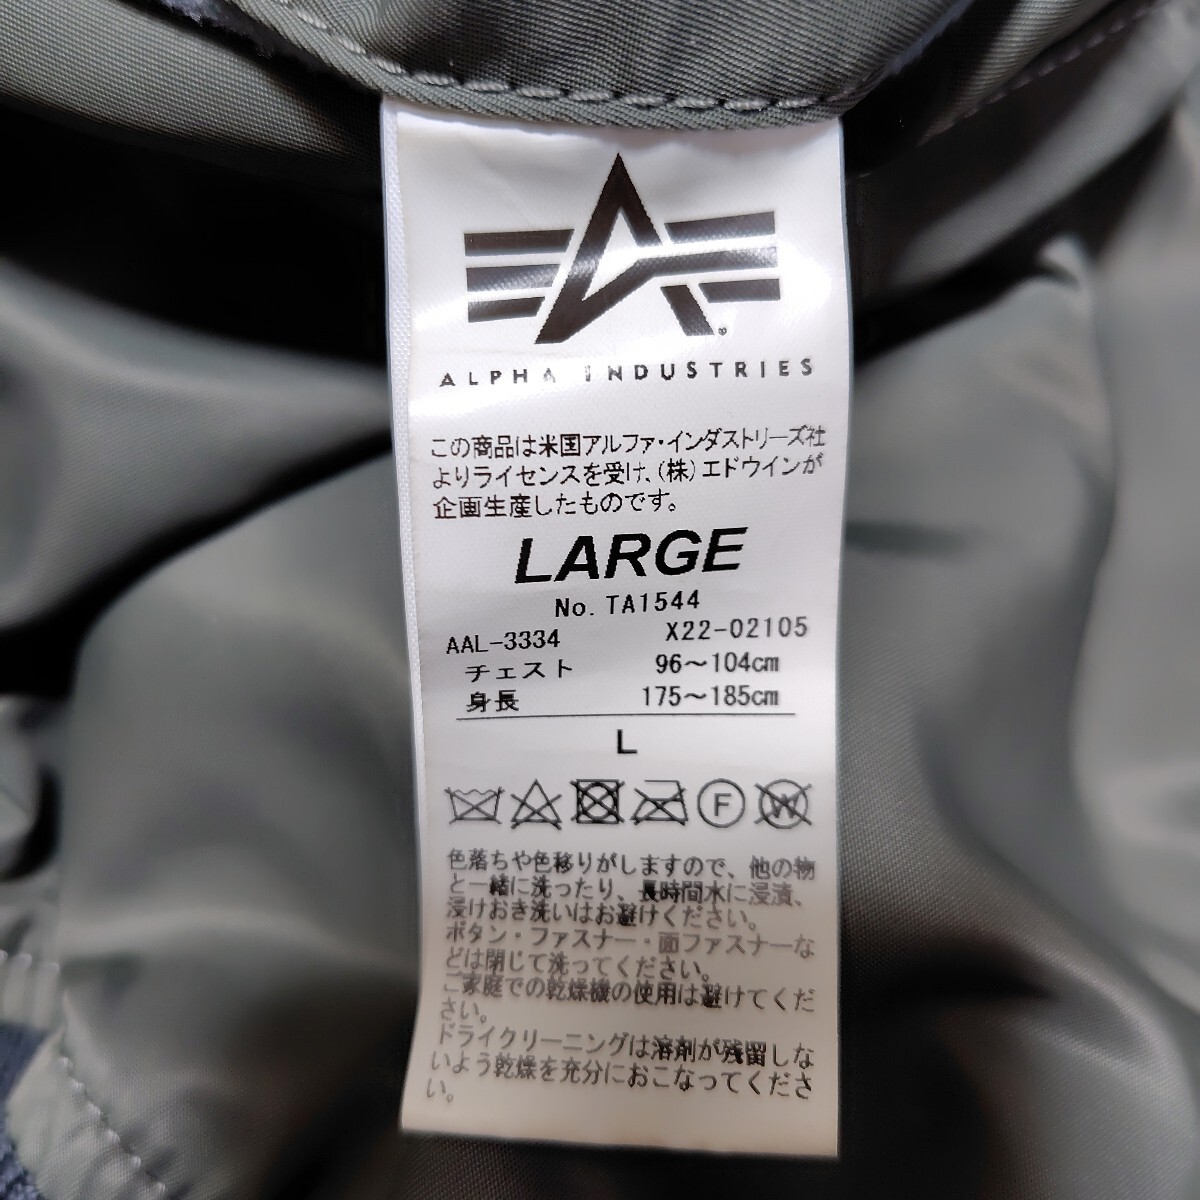 ALPHA INDUSTRIES
この商品は米国アルファ・インダストリーズ社
よりライセンスを受け、(株)エドウインが
企画生産したものです。
LARGE
No. TA1544
AAL-3334 X22-02105
チェスト 96〜104cm
身長 175〜185cm
L
F W
色落ちや色移りがしますので、他の物
と一緒に洗ったり、長時間水に浸漬、
浸けおき洗いはお避けください。
ボタン・ファスナー・面ファスナーな
どは閉じて洗ってください。
ご家庭での乾燥機の使用は避けてくだ
さい。
ドライクリーニングは溶剤が残留しな
いよう乾燥を充分におこなってくださ
い。